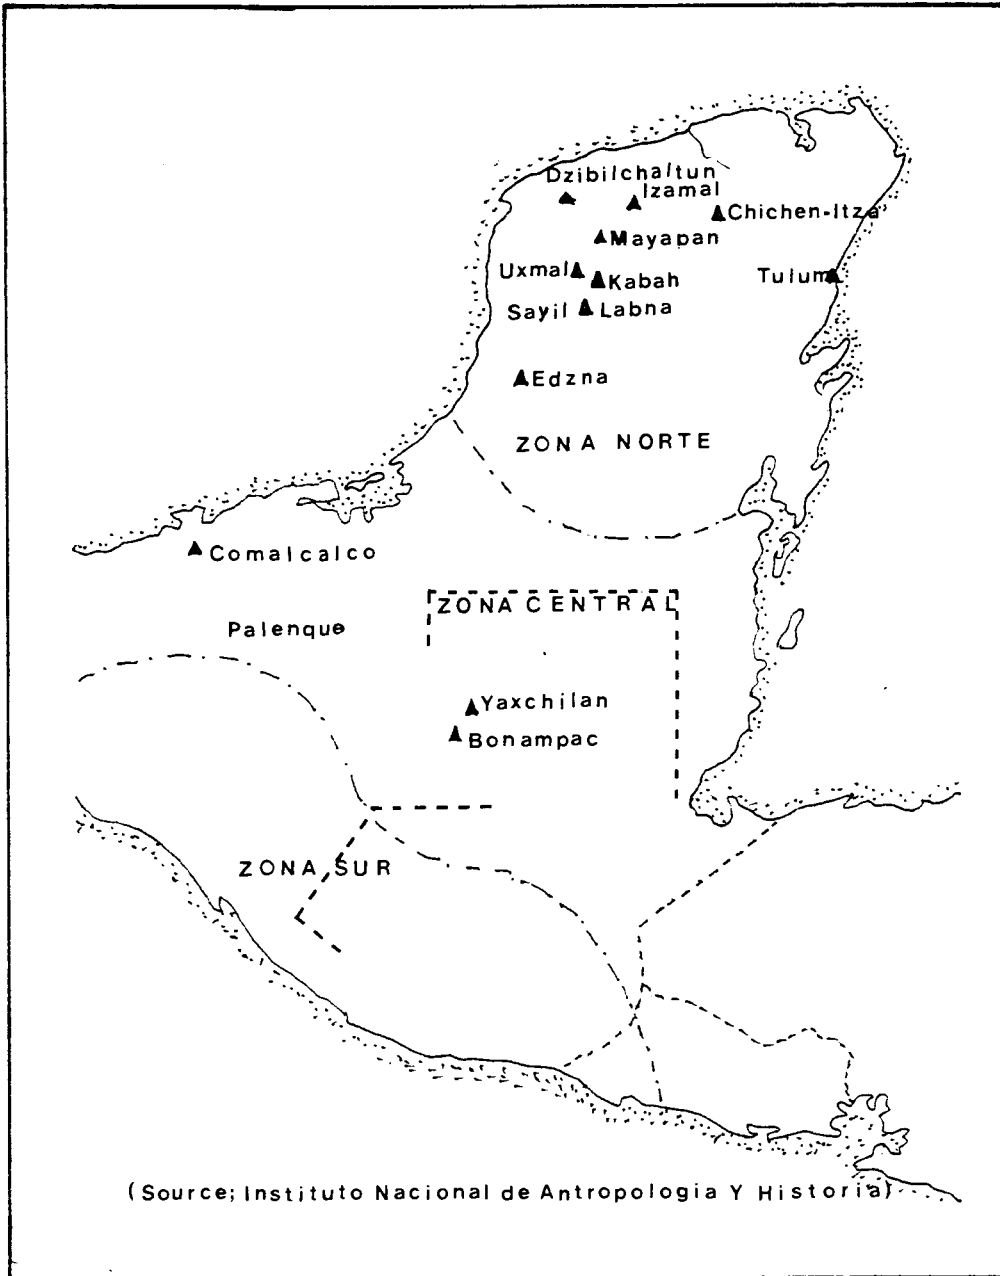 Dzibilchaltun
Izamal
Chichen-Itza
Mayapan
Uxmal
Kabah
Tulum
Sayil
Labna
Edzna
ZONA NORTE
Comalcalco
ZONA CENTRAL
Palenque
Yaxchilan
Bonampac
ZONA SUR
(Source; Instituto Nacional de Antropologia Y Historia)